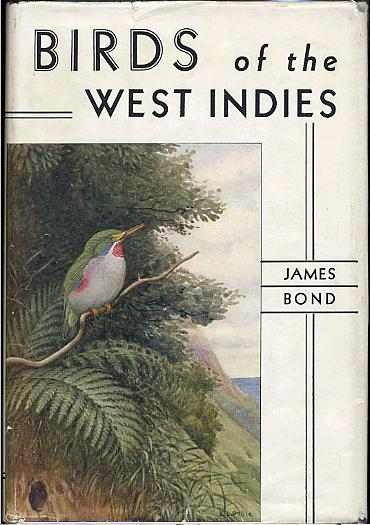 BIRDS of the
WEST INDIES
JAMES
BOND